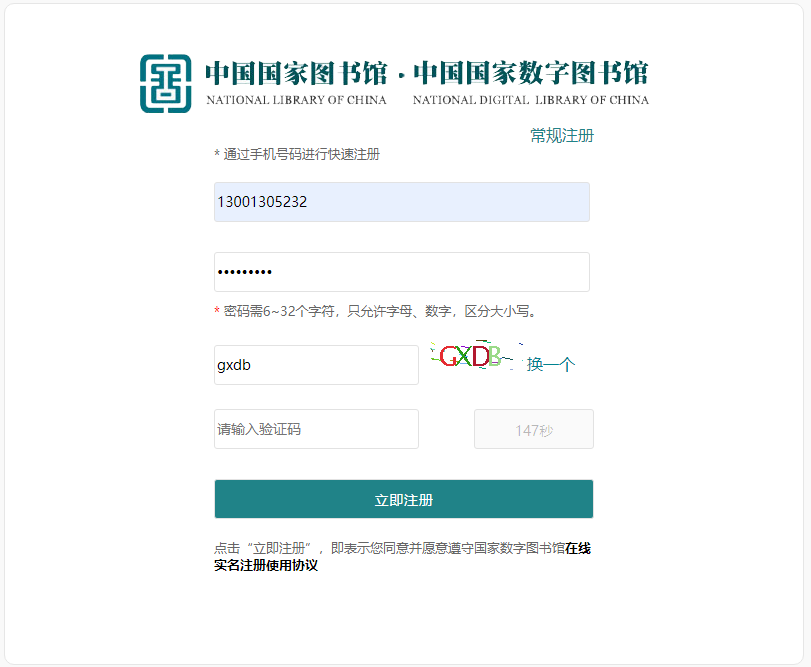 中国国家图书馆·中国国家数字图书馆
NATIONAL LIBRARY OF CHINA NATIONAL DIGITAL LIBRARY OF CHINA
常规注册
* 通过手机号码进行快速注册
13001305232
•••••••••
* 密码需6~32个字符，只允许字母、数字，区分大小写。
gxdb GXDB 换一个
请输入验证码 147秒
立即注册
点击“立即注册”，即表示您同意并愿意遵守国家数字图书馆在线
实名注册使用协议